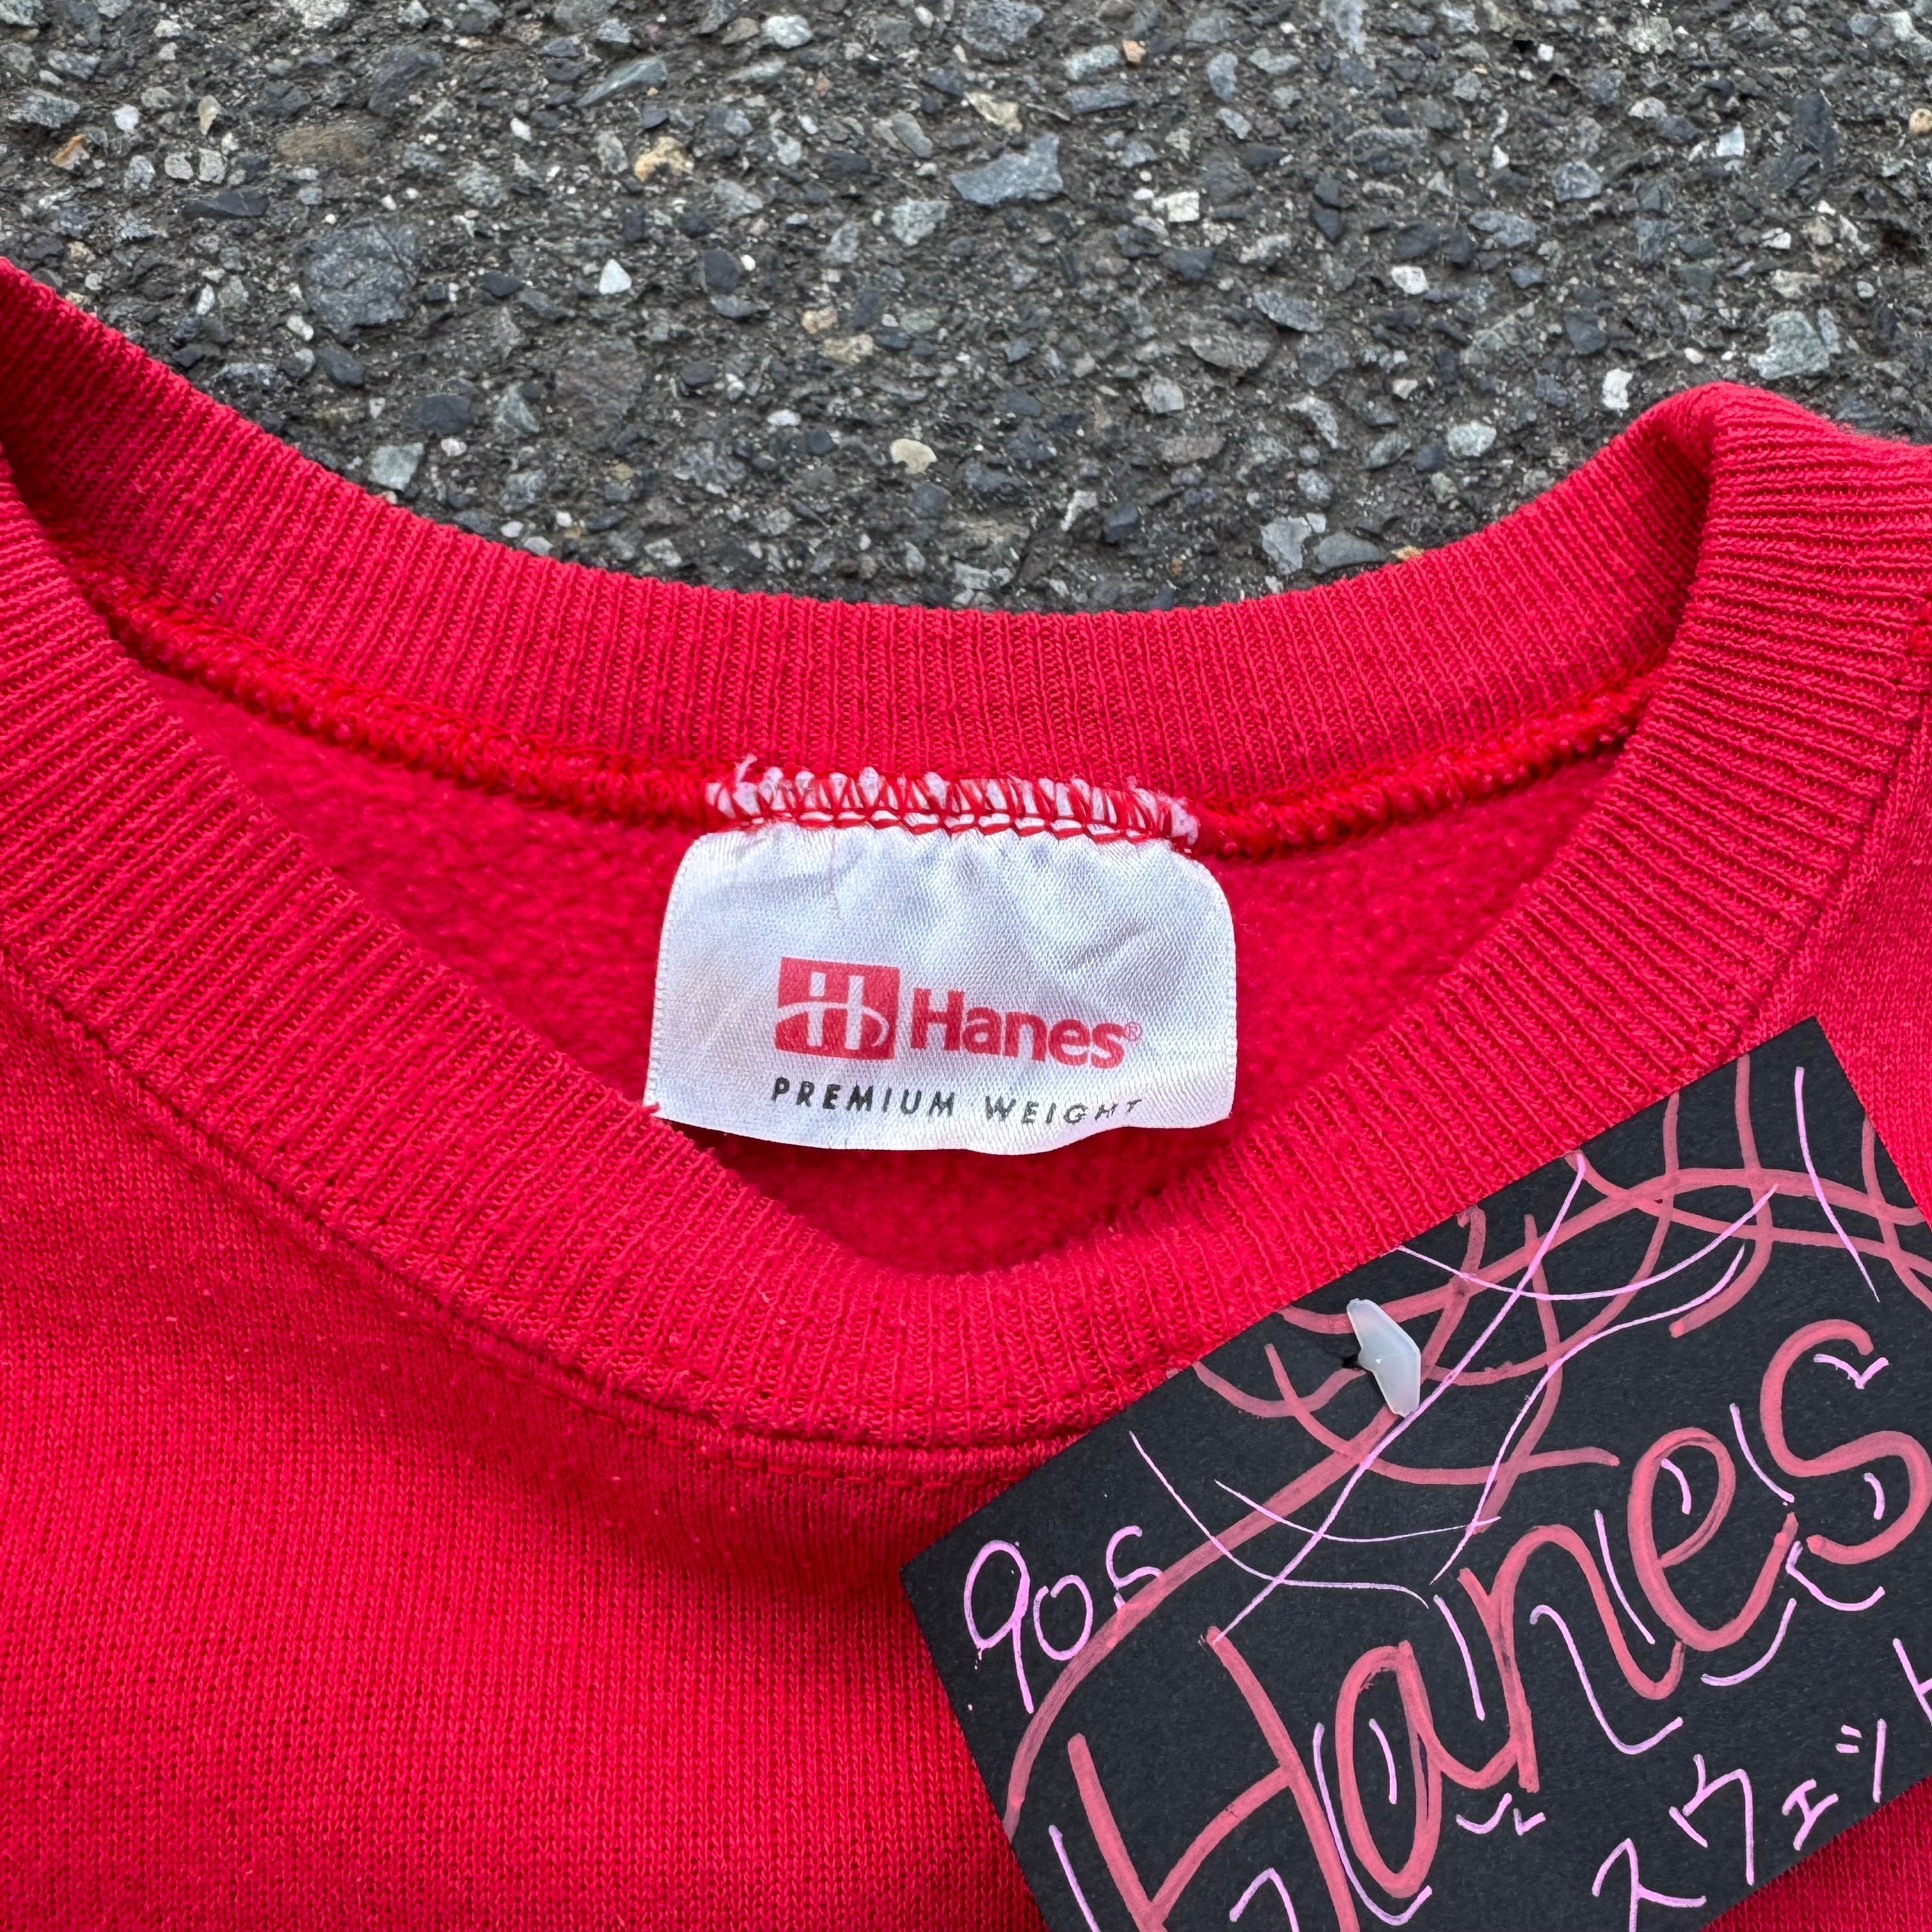 Hanes®
PREMIUM WEIGHT
90s
Hanes
スウェット